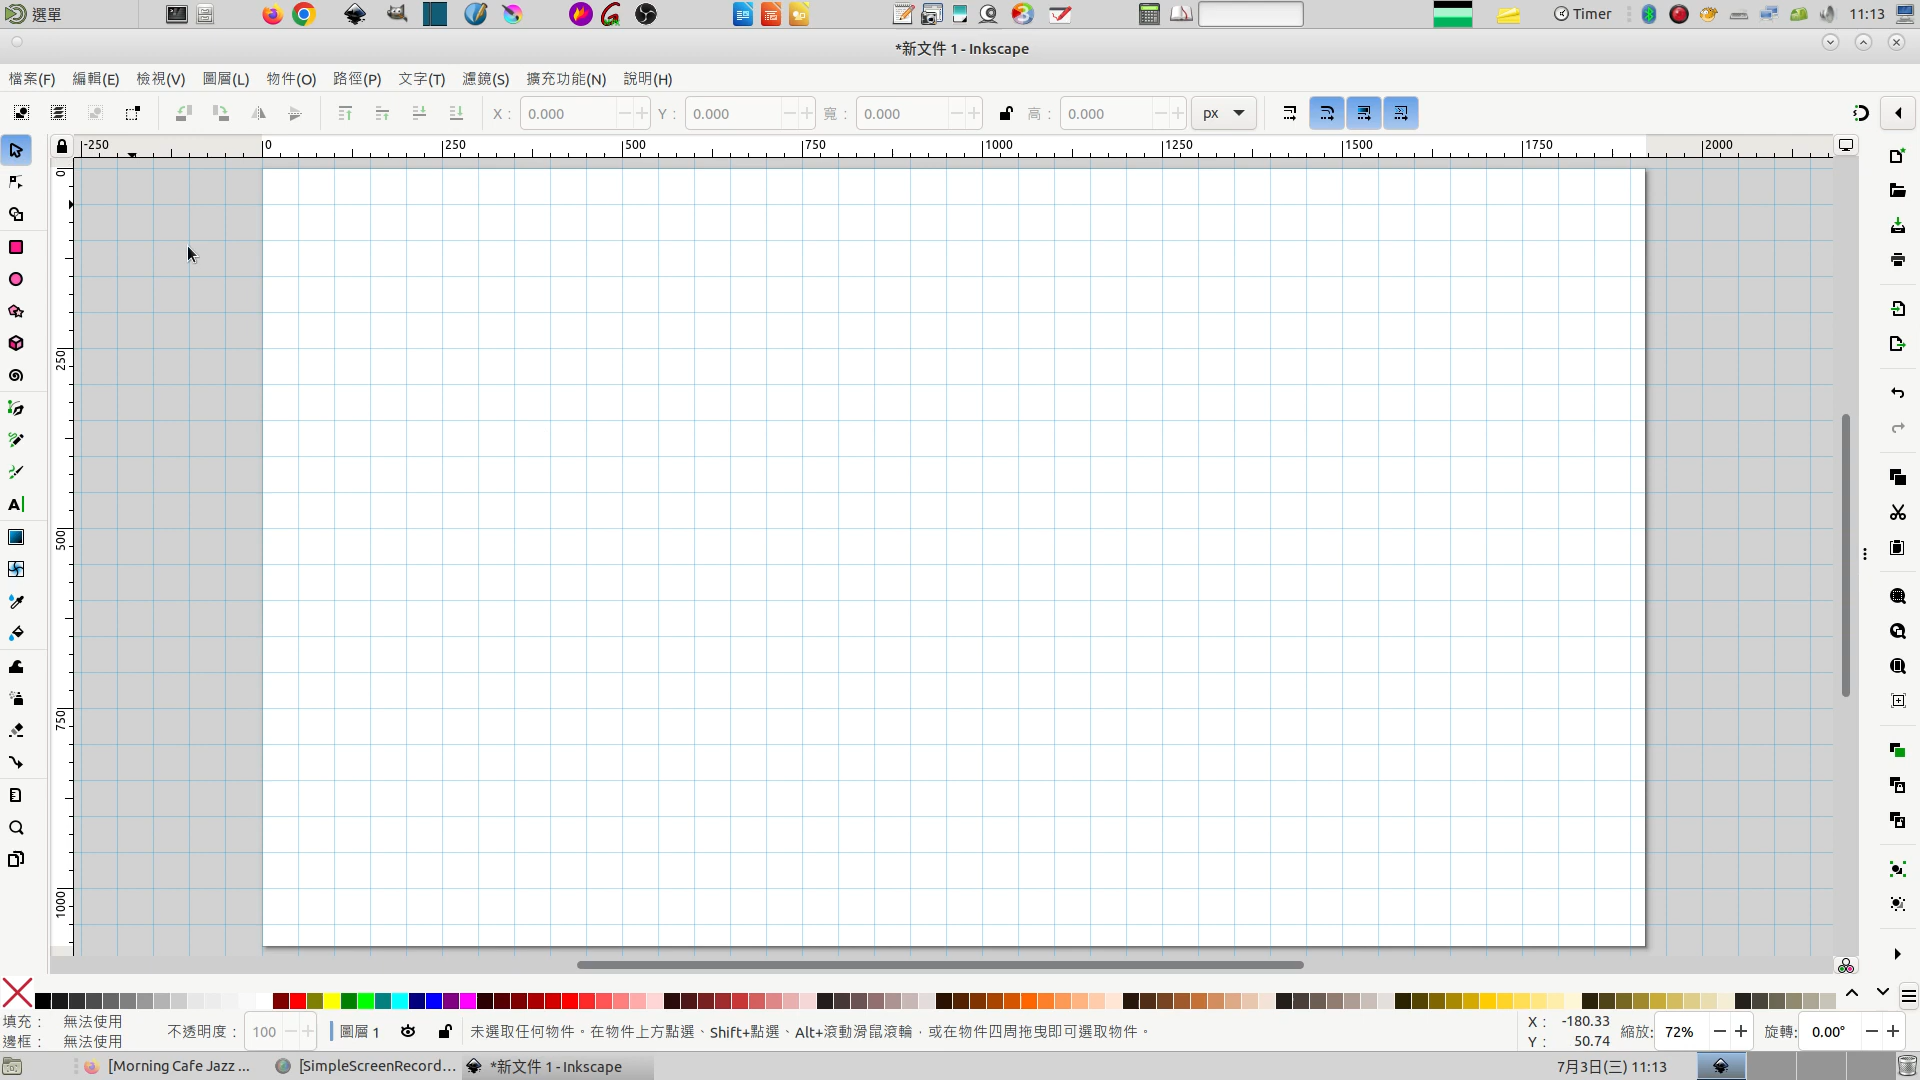 選單
Timer
11:13
*新文件 1 - Inkscape
檔案(F) 編輯(E) 檢視(V) 圖層(L) 物件(O) 路徑(P) 文字(T) 濾鏡(S) 擴充功能(N) 說明(H)
X： 0.000 Y： 0.000 寬： 0.000 高： 0.000 px
-250 0 250 500 750 1000 1250 1500 1750 2000
0
250
500
750
1000
填充： 無法使用
邊框： 無法使用
不透明度： 100 圖層 1 未選取任何物件。在物件上方點選、Shift+點選、Alt+滾動滑鼠滾輪，或在物件四周拖曳即可選取物件。
X： -180.33
Y： 50.74
縮放: 72% 旋轉: 0.00°
[Morning Cafe Jazz ... [SimpleScreenRecord... *新文件 1 - Inkscape 7月3日(三) 11:13